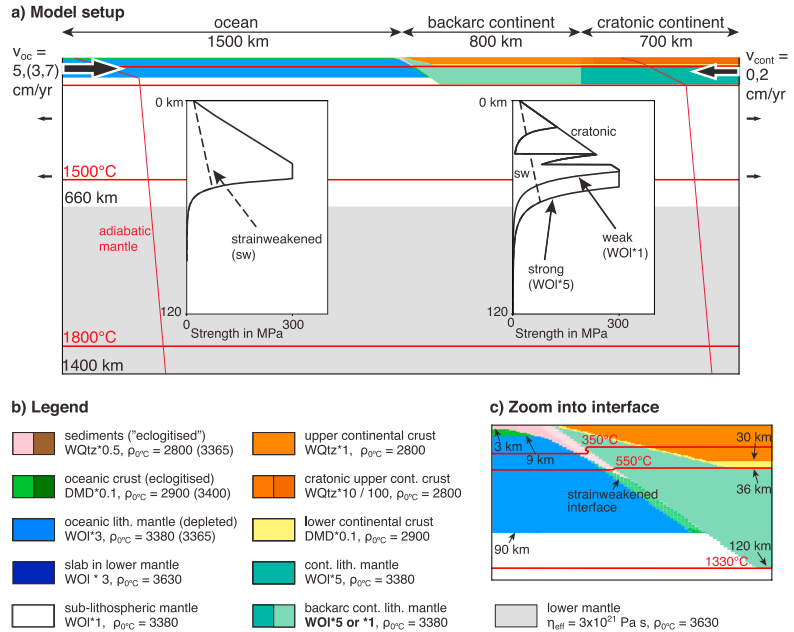 a) Model setup
ocean
backarc continent
cratonic continent
1500 km
800 km
700 km
v_oc =
5,(3,7)
cm/yr
v_cont =
0,2
cm/yr
0 km
0 km
cratonic
sw
1500°C
660 km
adiabatic
mantle
strainweakened
(sw)
weak
(WOl*1)
strong
(WOl*5)
120
120
0
300
0
300
Strength in MPa
Strength in MPa
1800°C
1400 km
b) Legend
sediments ("eclogitised")
WQtz*0.5, ρ0°C = 2800 (3365)
oceanic crust (eclogitised)
DMD*0.1, ρ0°C = 2900 (3400)
oceanic lith. mantle (depleted)
WOl*3, ρ0°C = 3380 (3365)
slab in lower mantle
WOl * 3, ρ0°C = 3630
sub-lithospheric mantle
WOl*1, ρ0°C = 3380
upper continental crust
WQtz*1, ρ0°C = 2800
cratonic upper cont. crust
WQtz*10 / 100, ρ0°C = 2800
lower continental crust
DMD*0.1, ρ0°C = 2900
cont. lith. mantle
WOl*5, ρ0°C = 3380
backarc cont. lith. mantle
WOl*5 or *1, ρ0°C = 3380
c) Zoom into interface
3 km
9 km
350°C
30 km
550°C
36 km
strainweakened
interface
90 km
120 km
1330°C
lower mantle
ηeff = 3x10²¹ Pa s, ρ0°C = 3630